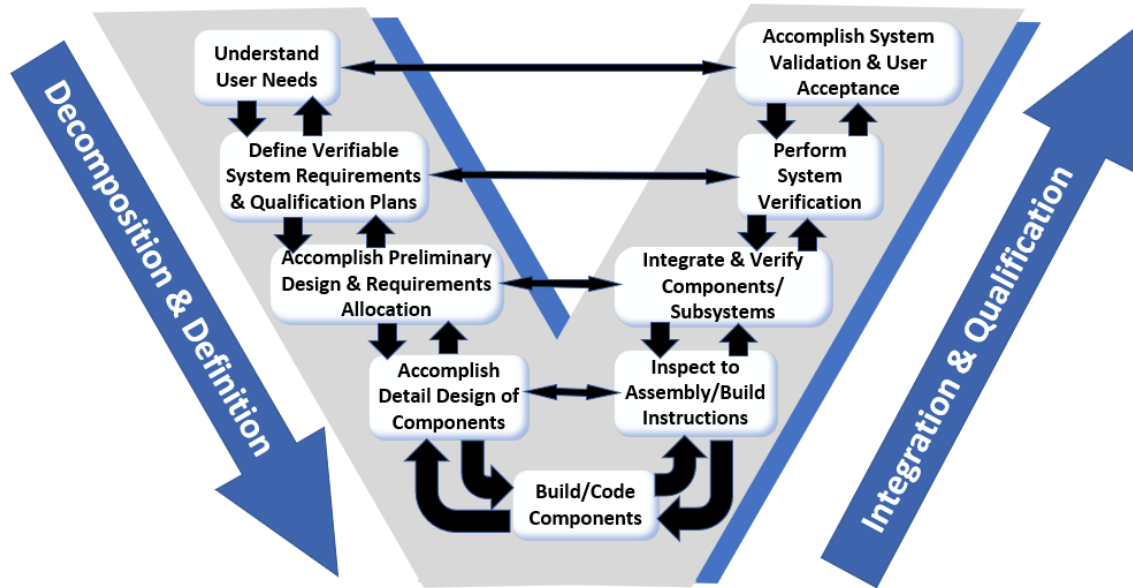 Decomposition & Definition
Understand
User Needs
Define Verifiable
System Requirements
& Qualification Plans
Accomplish Preliminary
Design & Requirements
Allocation
Accomplish
Detail Design of
Components
Build/Code
Components
Accomplish System
Validation & User
Acceptance
Perform
System
Verification
Integrate & Verify
Components/
Subsystems
Inspect to
Assembly/Build
Instructions
Integration & Qualification